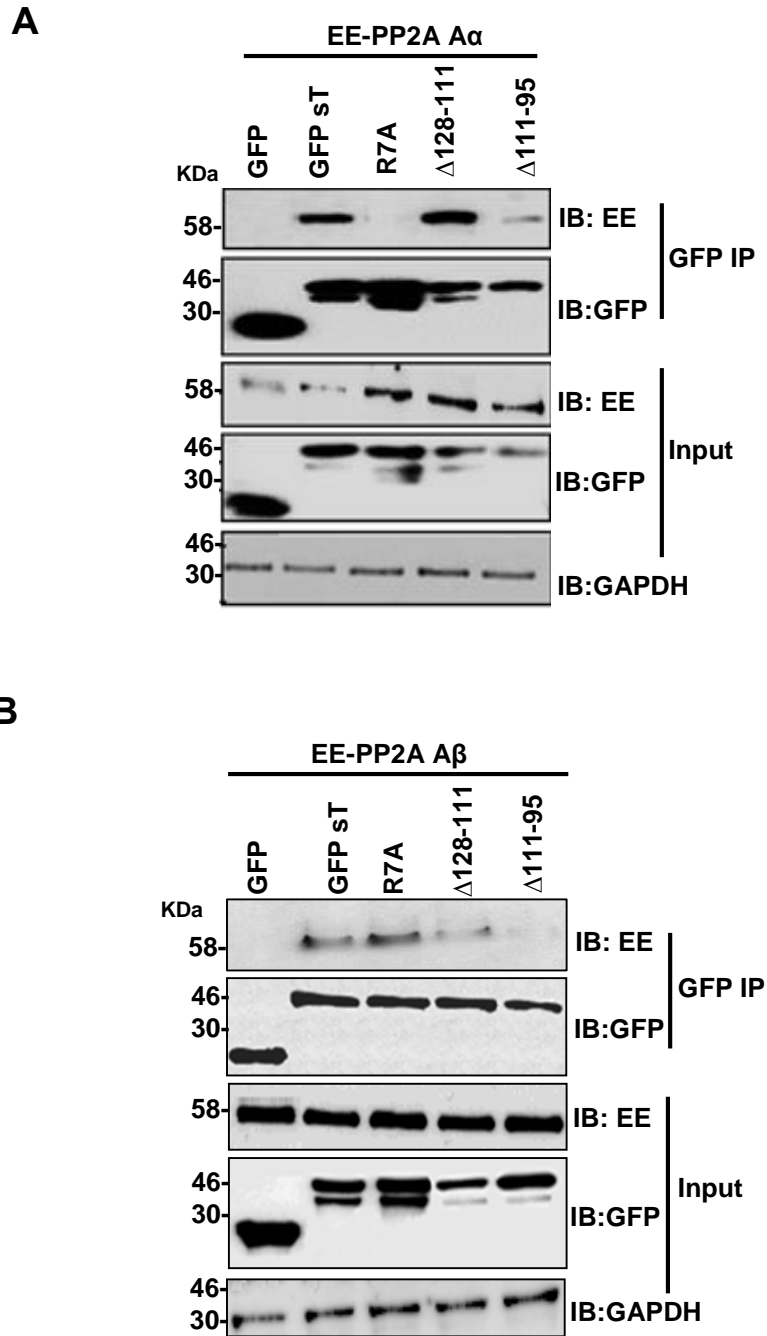 A
EE-PP2A Aα
GFP
GFP sT
R7A
Δ128-111
Δ111-95
KDa
58-
IB: EE
46-
30-
IB:GFP
GFP IP
58-
IB: EE
46-
30-
IB:GFP
Input
46-
30-
IB:GAPDH
B
EE-PP2A Aβ
GFP
GFP sT
R7A
Δ128-111
Δ111-95
KDa
58-
IB: EE
46-
30-
IB:GFP
GFP IP
58-
IB: EE
46-
30-
IB:GFP
Input
46-
30-
IB:GAPDH